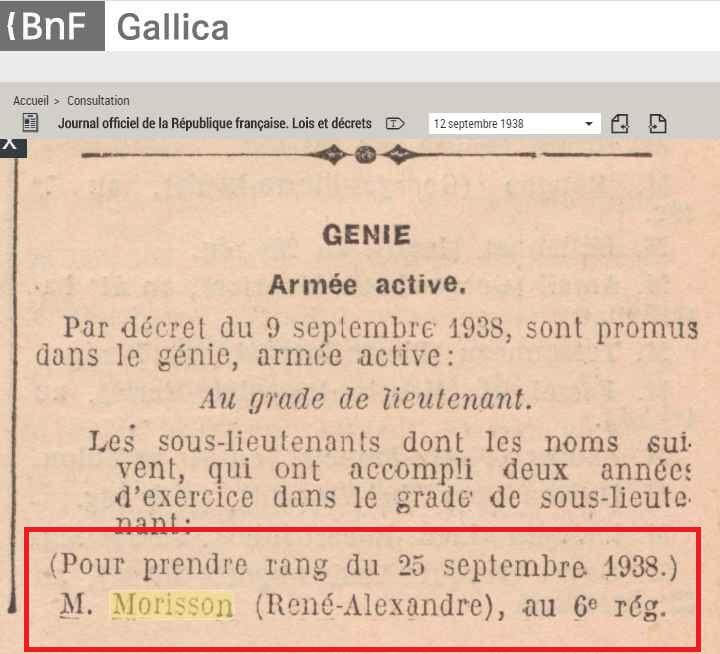 BnF Gallica
Accueil > Consultation
Journal officiel de la République française. Lois et décrets
12 septembre 1938
X
GENIE
Armée active.
Par décret du 9 septembre 1938, sont promus
dans le génie, armée active :
Au grade de lieutenant.
Les sous-lieutenants dont les noms sui-
vent, qui ont accompli deux années
d'exercice dans le grade de sous-lieute-
nant :
(Pour prendre rang du 25 septembre 1938.)
M. Morisson (René-Alexandre), au 6e rég.